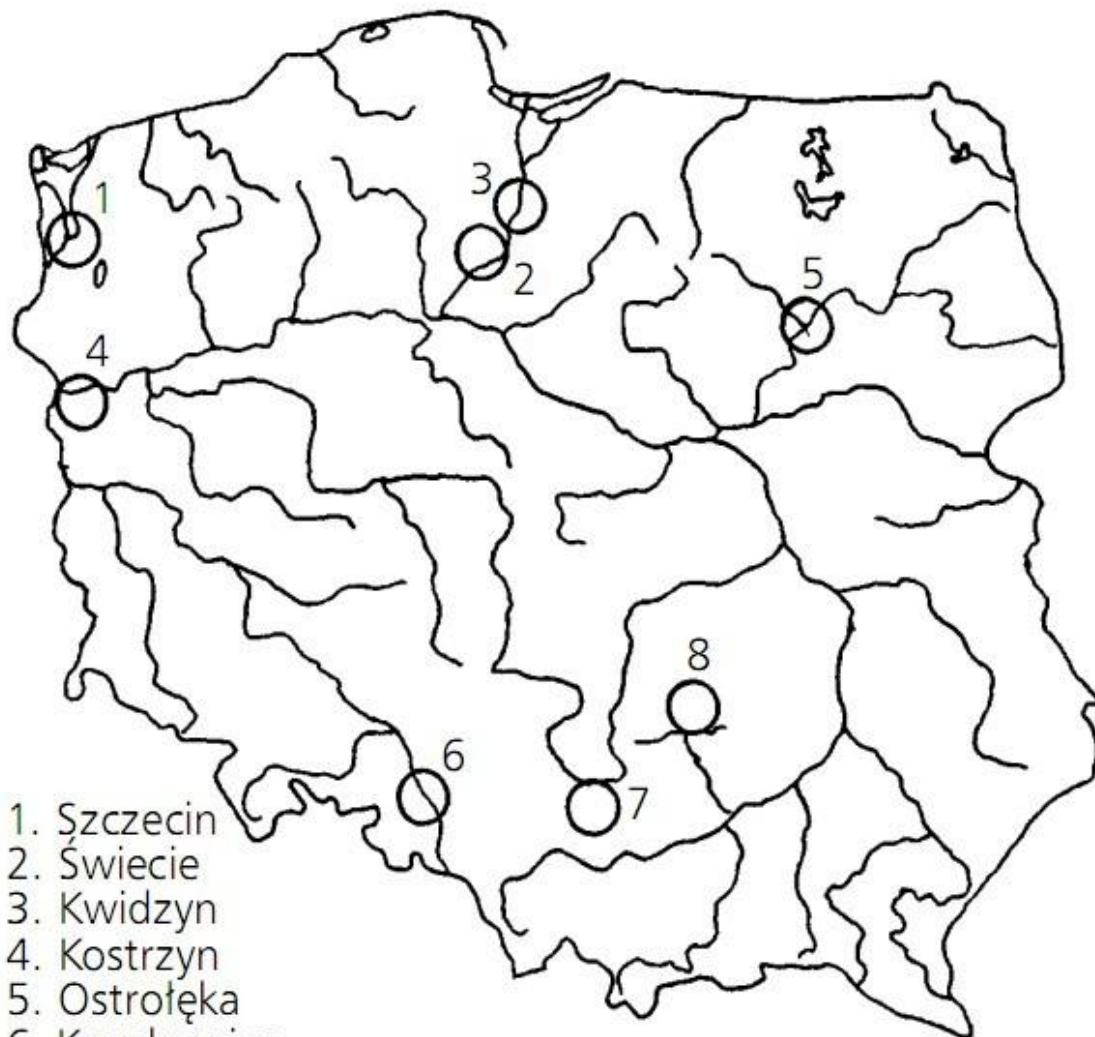 3
1
2
5
4
8
6
7
1. Szczecin
2. Świecie
3. Kwidzyn
4. Kostrzyn
5. Ostrołęka